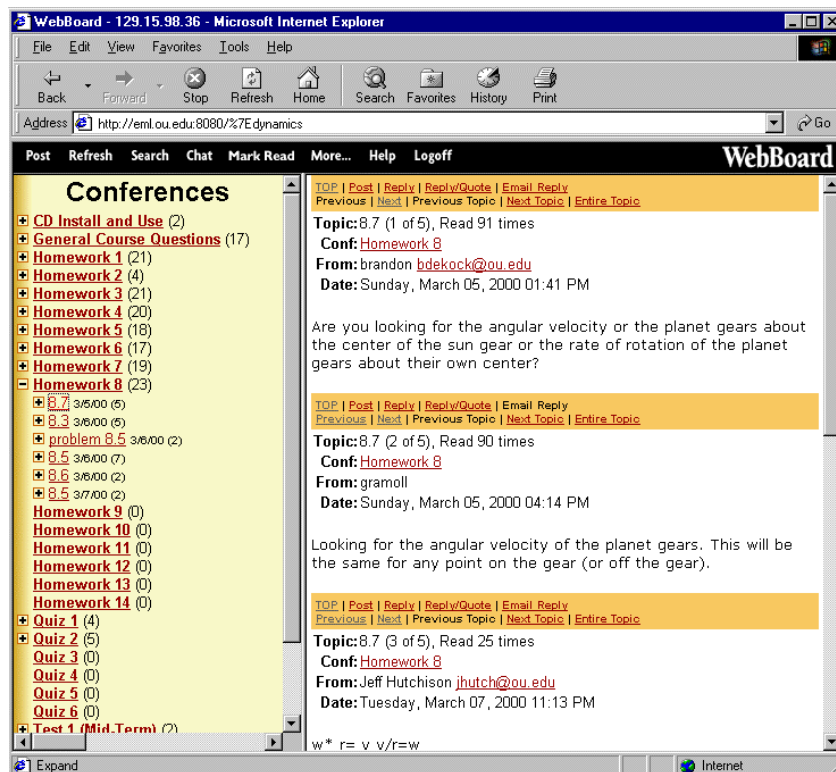 WebBoard - 129.15.98.36 - Microsoft Internet Explorer
File Edit View Favorites Tools Help
Back Forward Stop Refresh Home Search Favorites History Print
Address http://eml.ou.edu:8080/%7Edynamics Go
Post Refresh Search Chat Mark Read More... Help Logoff WebBoard
Conferences
CD Install and Use (2)
General Course Questions (17)
Homework 1 (21)
Homework 2 (4)
Homework 3 (21)
Homework 4 (20)
Homework 5 (18)
Homework 6 (17)
Homework 7 (19)
Homework 8 (23)
8.7 3/5/00 (5)
8.3 3/6/00 (5)
problem 8.5 3/6/00 (2)
8.5 3/6/00 (7)
8.6 3/6/00 (2)
8.5 3/7/00 (2)
Homework 9 (0)
Homework 10 (0)
Homework 11 (0)
Homework 12 (0)
Homework 13 (0)
Homework 14 (0)
Quiz 1 (4)
Quiz 2 (5)
Quiz 3 (0)
Quiz 4 (0)
Quiz 5 (0)
Quiz 6 (0)
Test 1 (Mid-Term) (2)
TOP | Post | Reply | Reply/Quote | Email Reply
Previous | Next | Previous Topic | Next Topic | Entire Topic
Topic: 8.7 (1 of 5), Read 91 times
Conf: Homework 8
From: brandon bdekock@ou.edu
Date: Sunday, March 05, 2000 01:41 PM
Are you looking for the angular velocity or the planet gears about
the center of the sun gear or the rate of rotation of the planet
gears about their own center?
TOP | Post | Reply | Reply/Quote | Email Reply
Previous | Next | Previous Topic | Next Topic | Entire Topic
Topic: 8.7 (2 of 5), Read 90 times
Conf: Homework 8
From: gramoll
Date: Sunday, March 05, 2000 04:14 PM
Looking for the angular velocity of the planet gears. This will be
the same for any point on the gear (or off the gear).
TOP | Post | Reply | Reply/Quote | Email Reply
Previous | Next | Previous Topic | Next Topic | Entire Topic
Topic: 8.7 (3 of 5), Read 25 times
Conf: Homework 8
From: Jeff Hutchison jhutch@ou.edu
Date: Tuesday, March 07, 2000 11:13 PM
w* r= v v/r=w
Expand Internet